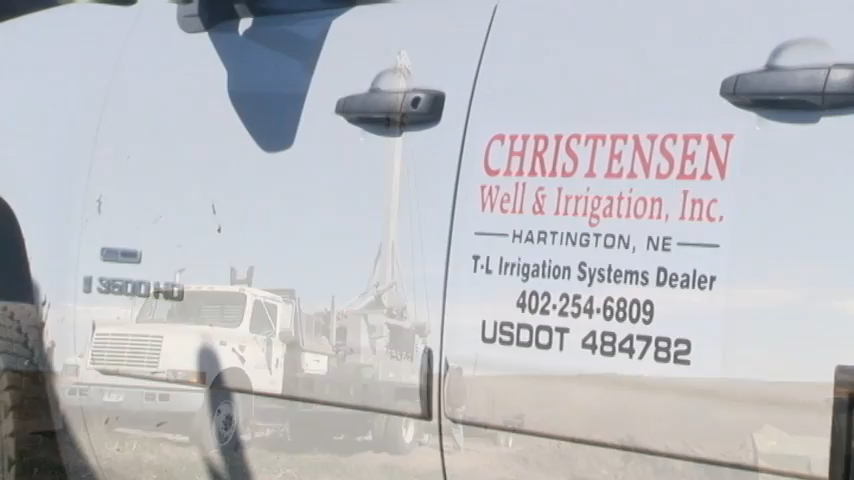 CHRISTENSEN
Well & Irrigation, Inc.
HARTINGTON, NE
T-L Irrigation Systems Dealer
402-254-6809
USDOT 484782
3500 HD